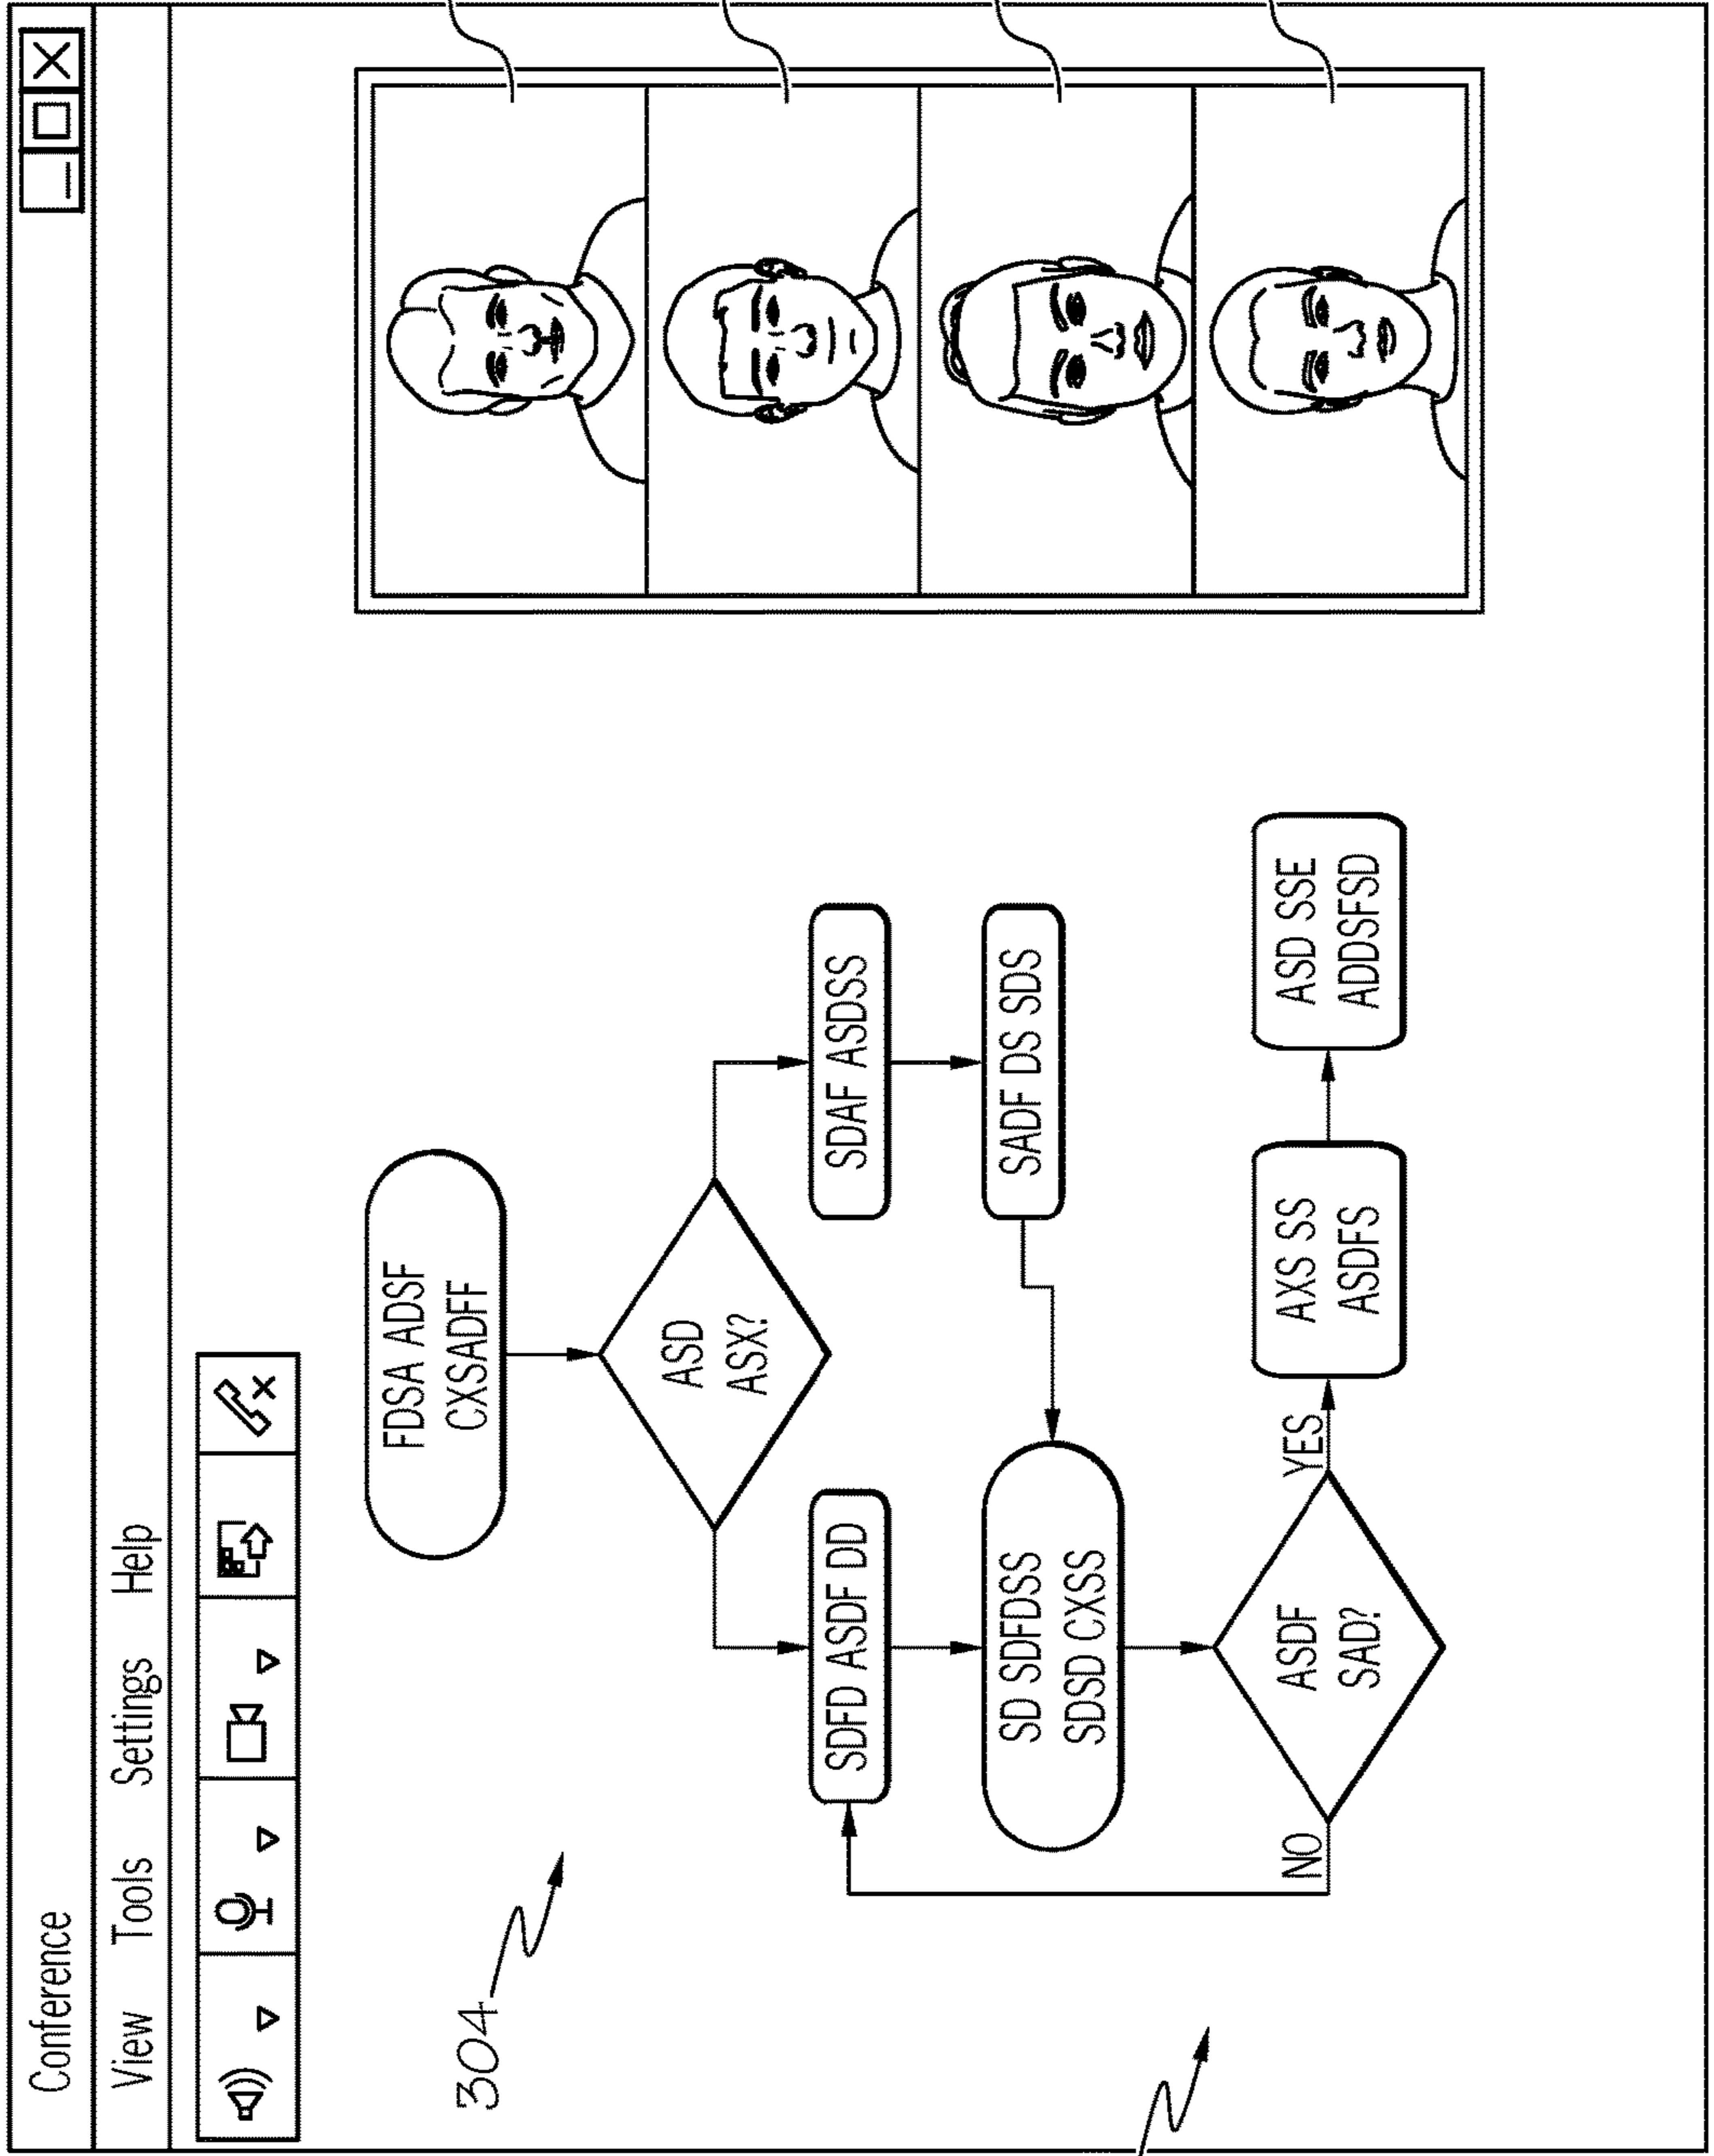 Conference
View Tools Settings Help
304
FDSA ADSF
CXSADFF
ASD
ASX?
SDFD ASDF DD
SDAF ASDSS
SD SDFDSS
SDSD CXSS
SADF DS SDS
ASDF
SAD?
NO
YES
AXS SS
ASDFS
ASD SSE
ADDSFSD